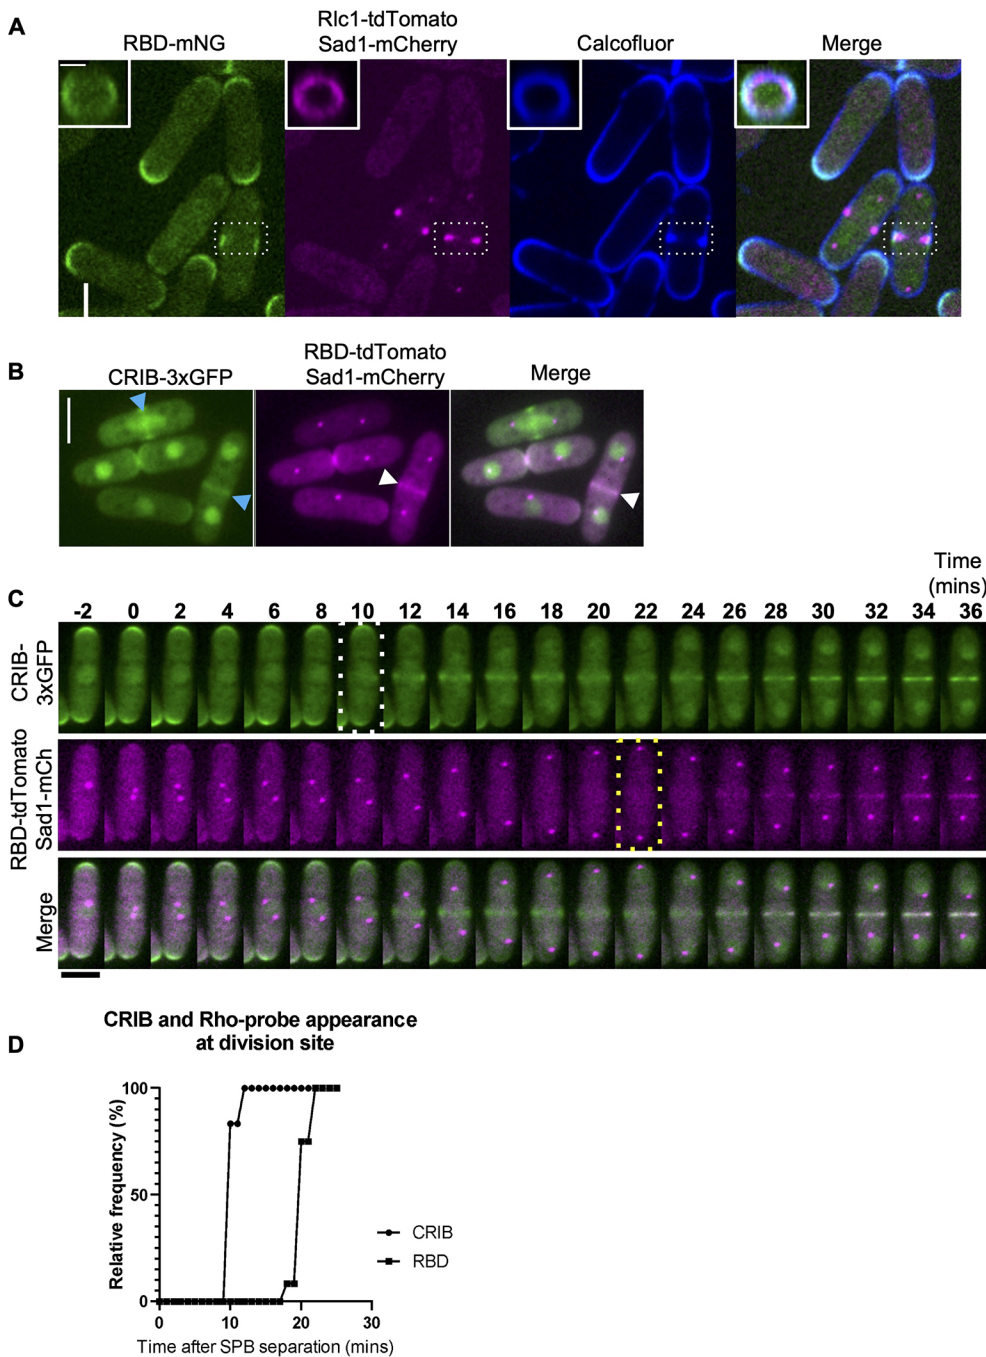 A
RBD-mNG
Rlc1-tdTomato
Sad1-mCherry
Calcofluor
Merge
B
CRIB-3xGFP
RBD-tdTomato
Sad1-mCherry
Merge
C
Time
(mins)
-2 0 2 4 6 8 10 12 14 16 18 20 22 24 26 28 30 32 34 36
CRIB-
3xGFP
RBD-tdTomato
Sad1-mCh
Merge
D
CRIB and Rho-probe appearance
at division site
Relative frequency (%)
100
50
0
0 10 20 30
Time after SPB separation (mins)
CRIB
RBD